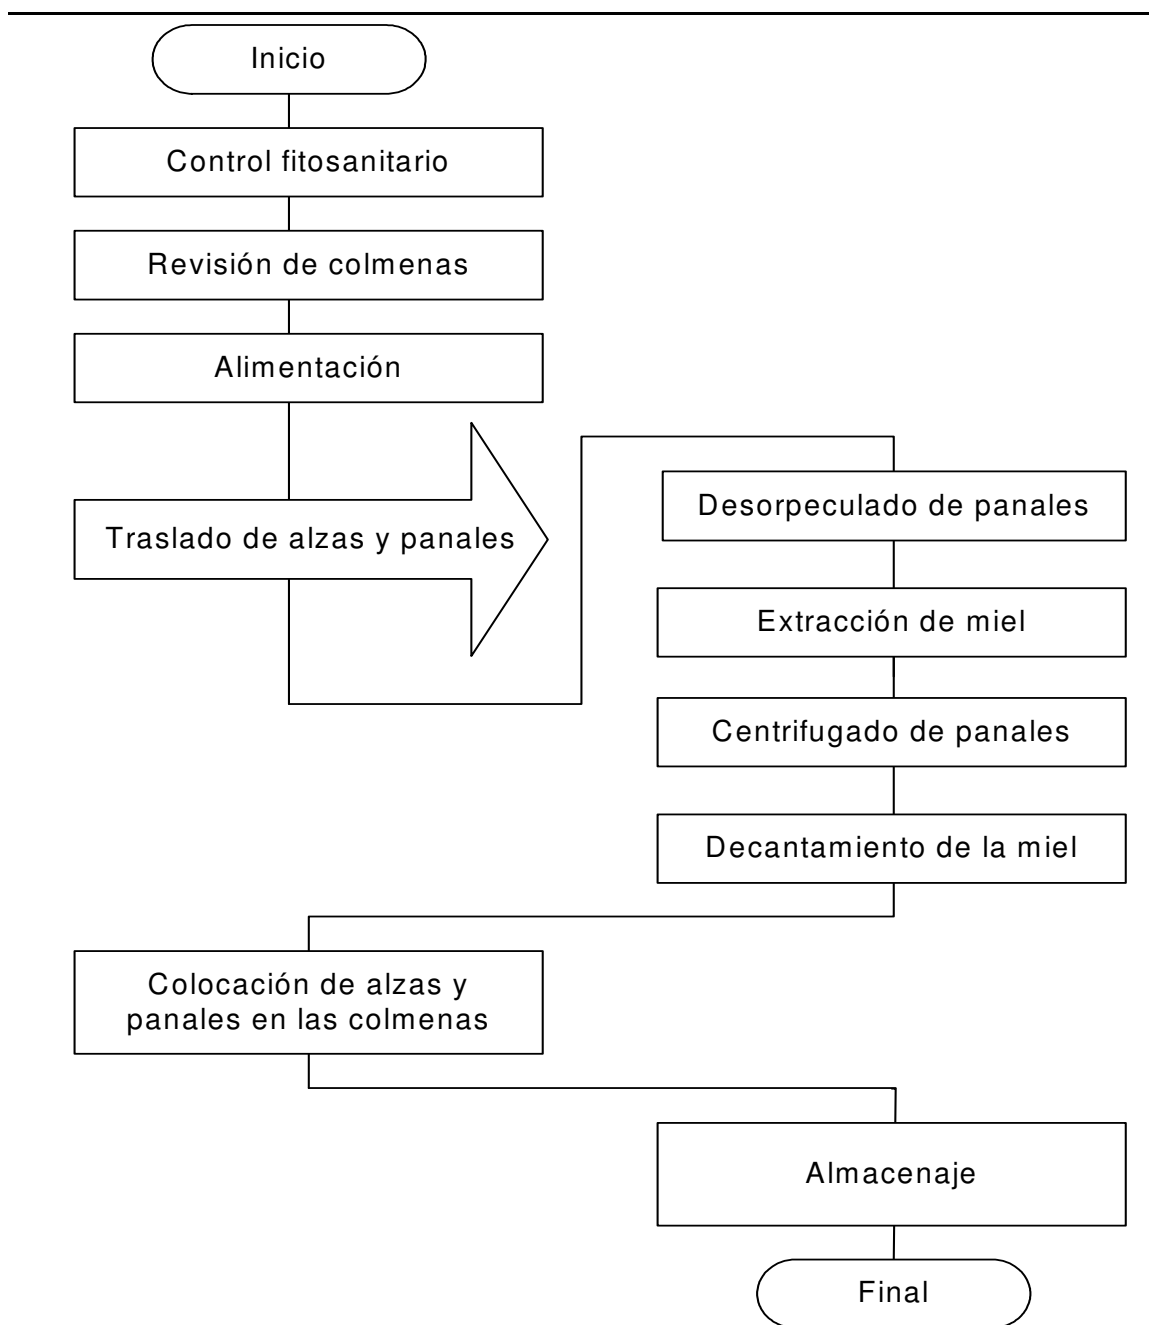 Inicio
Control fitosanitario
Revisión de colmenas
Alimentación
Traslado de alzas y panales
Desorpeculado de panales
Extracción de miel
Centrifugado de panales
Decantamiento de la miel
Colocación de alzas y
panales en las colmenas
Almacenaje
Final